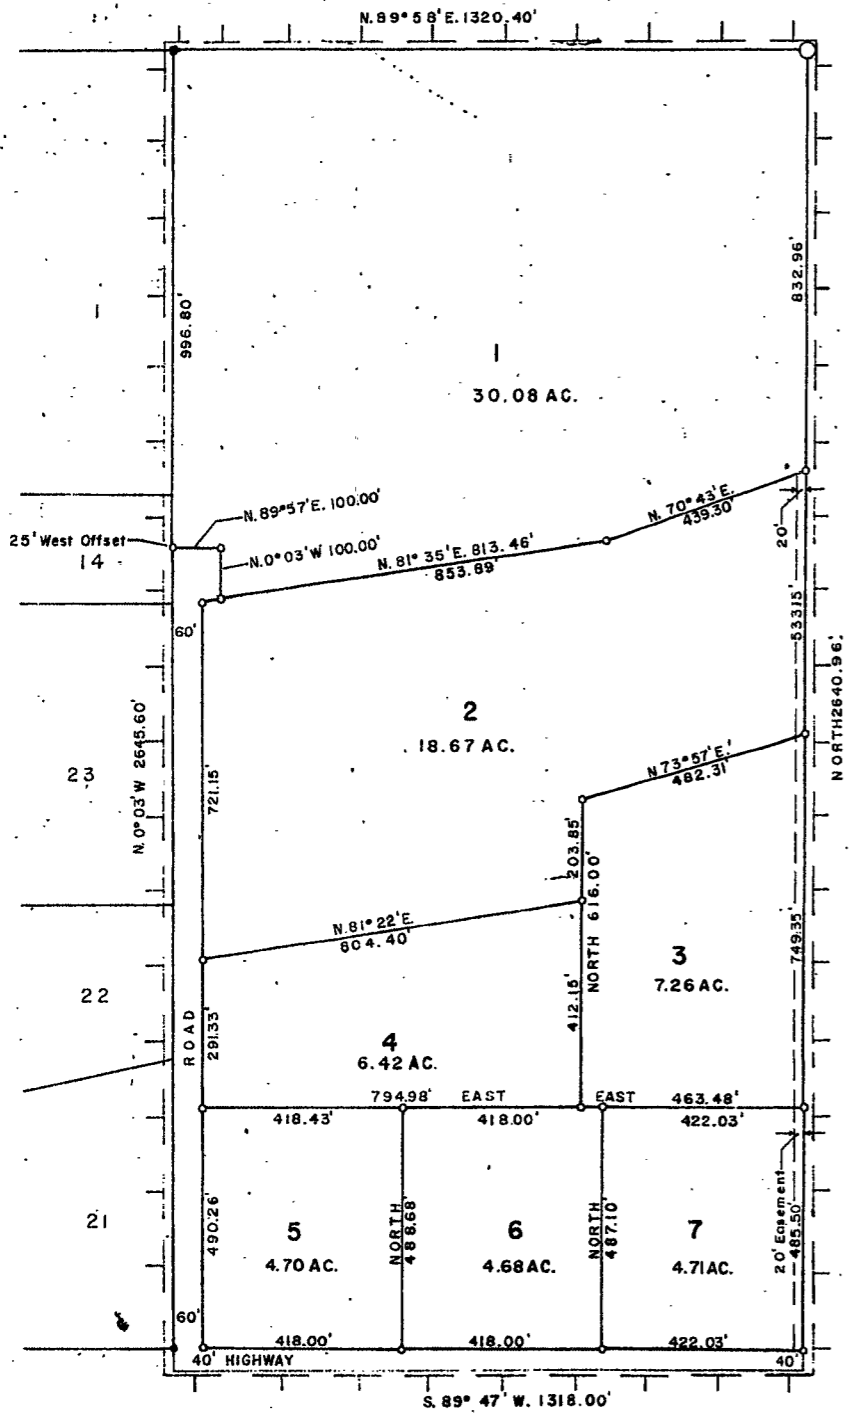 N. 89° 58' E. 1320.40'
996.80'
832.96'
1
1
30.08 AC.
N. 89°57' E. 100.00'
25' West Offset
14
N. 0° 03' W 100.00'
N. 81° 35' E. 813.46'
853.89'
N. 70° 43' E.
439.30'
20'
60'
533.15'
N. 0° 03' W 2645.60'
NORTH 2640.96'
2
18.67 AC.
23
721.15'
N 73° 57' E.'
482.31'
203.85'
NORTH 616.00'
N. 81° 22' E.
804.40'
749.35'
3
7.26 AC.
22
ROAD
291.33'
412.15'
4
6.42 AC.
794.98' EAST
EAST 463.48'
418.43'
418.00'
422.03'
21
490.26'
5
4.70 AC.
NORTH
488.68'
6
4.68 AC.
NORTH
487.10'
7
4.71 AC.
20' Easement
485.50'
60'
418.00'
418.00'
422.03'
40' HIGHWAY
40'
S. 89° 47' W. 1318.00'